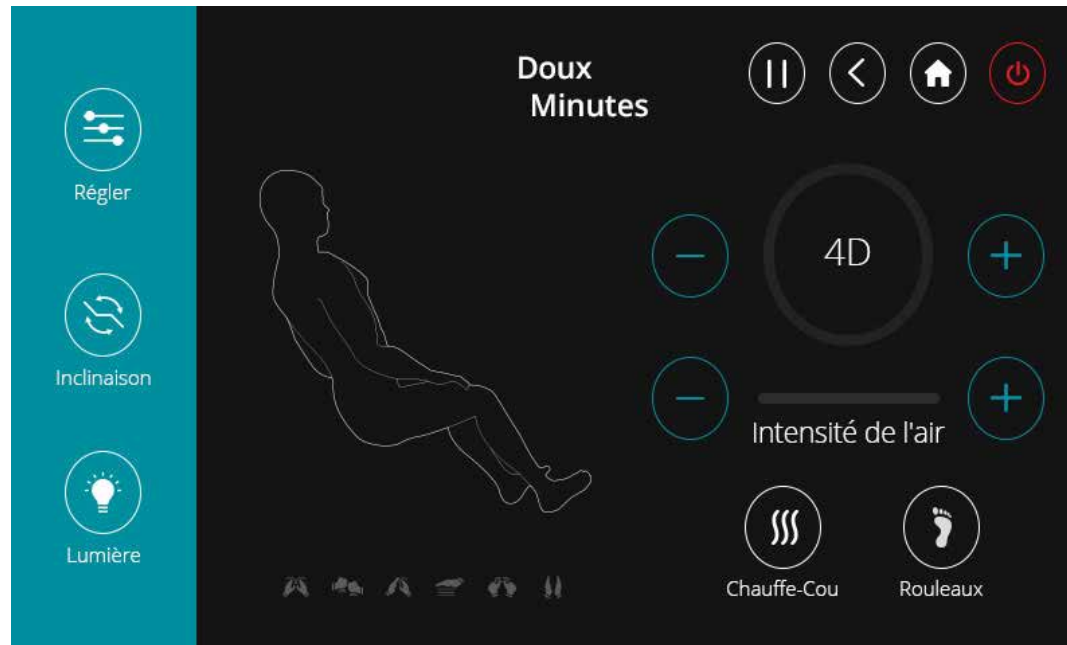 Doux
Minutes
Régler
4D
Inclinaison
Intensité de l'air
Lumière
Chauffe-Cou
Rouleaux